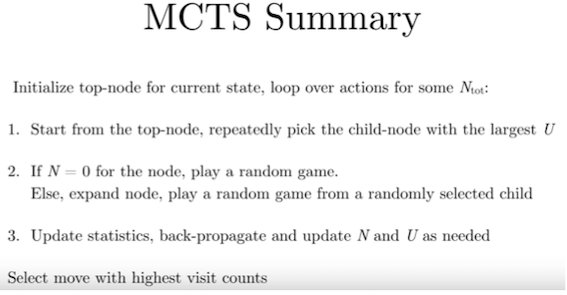 MCTS Summary
Initialize top-node for current state, loop over actions for some N_tot:
1. Start from the top-node, repeatedly pick the child-node with the largest U
2. If N = 0 for the node, play a random game.
Else, expand node, play a random game from a randomly selected child
3. Update statistics, back-propagate and update N and U as needed
Select move with highest visit counts